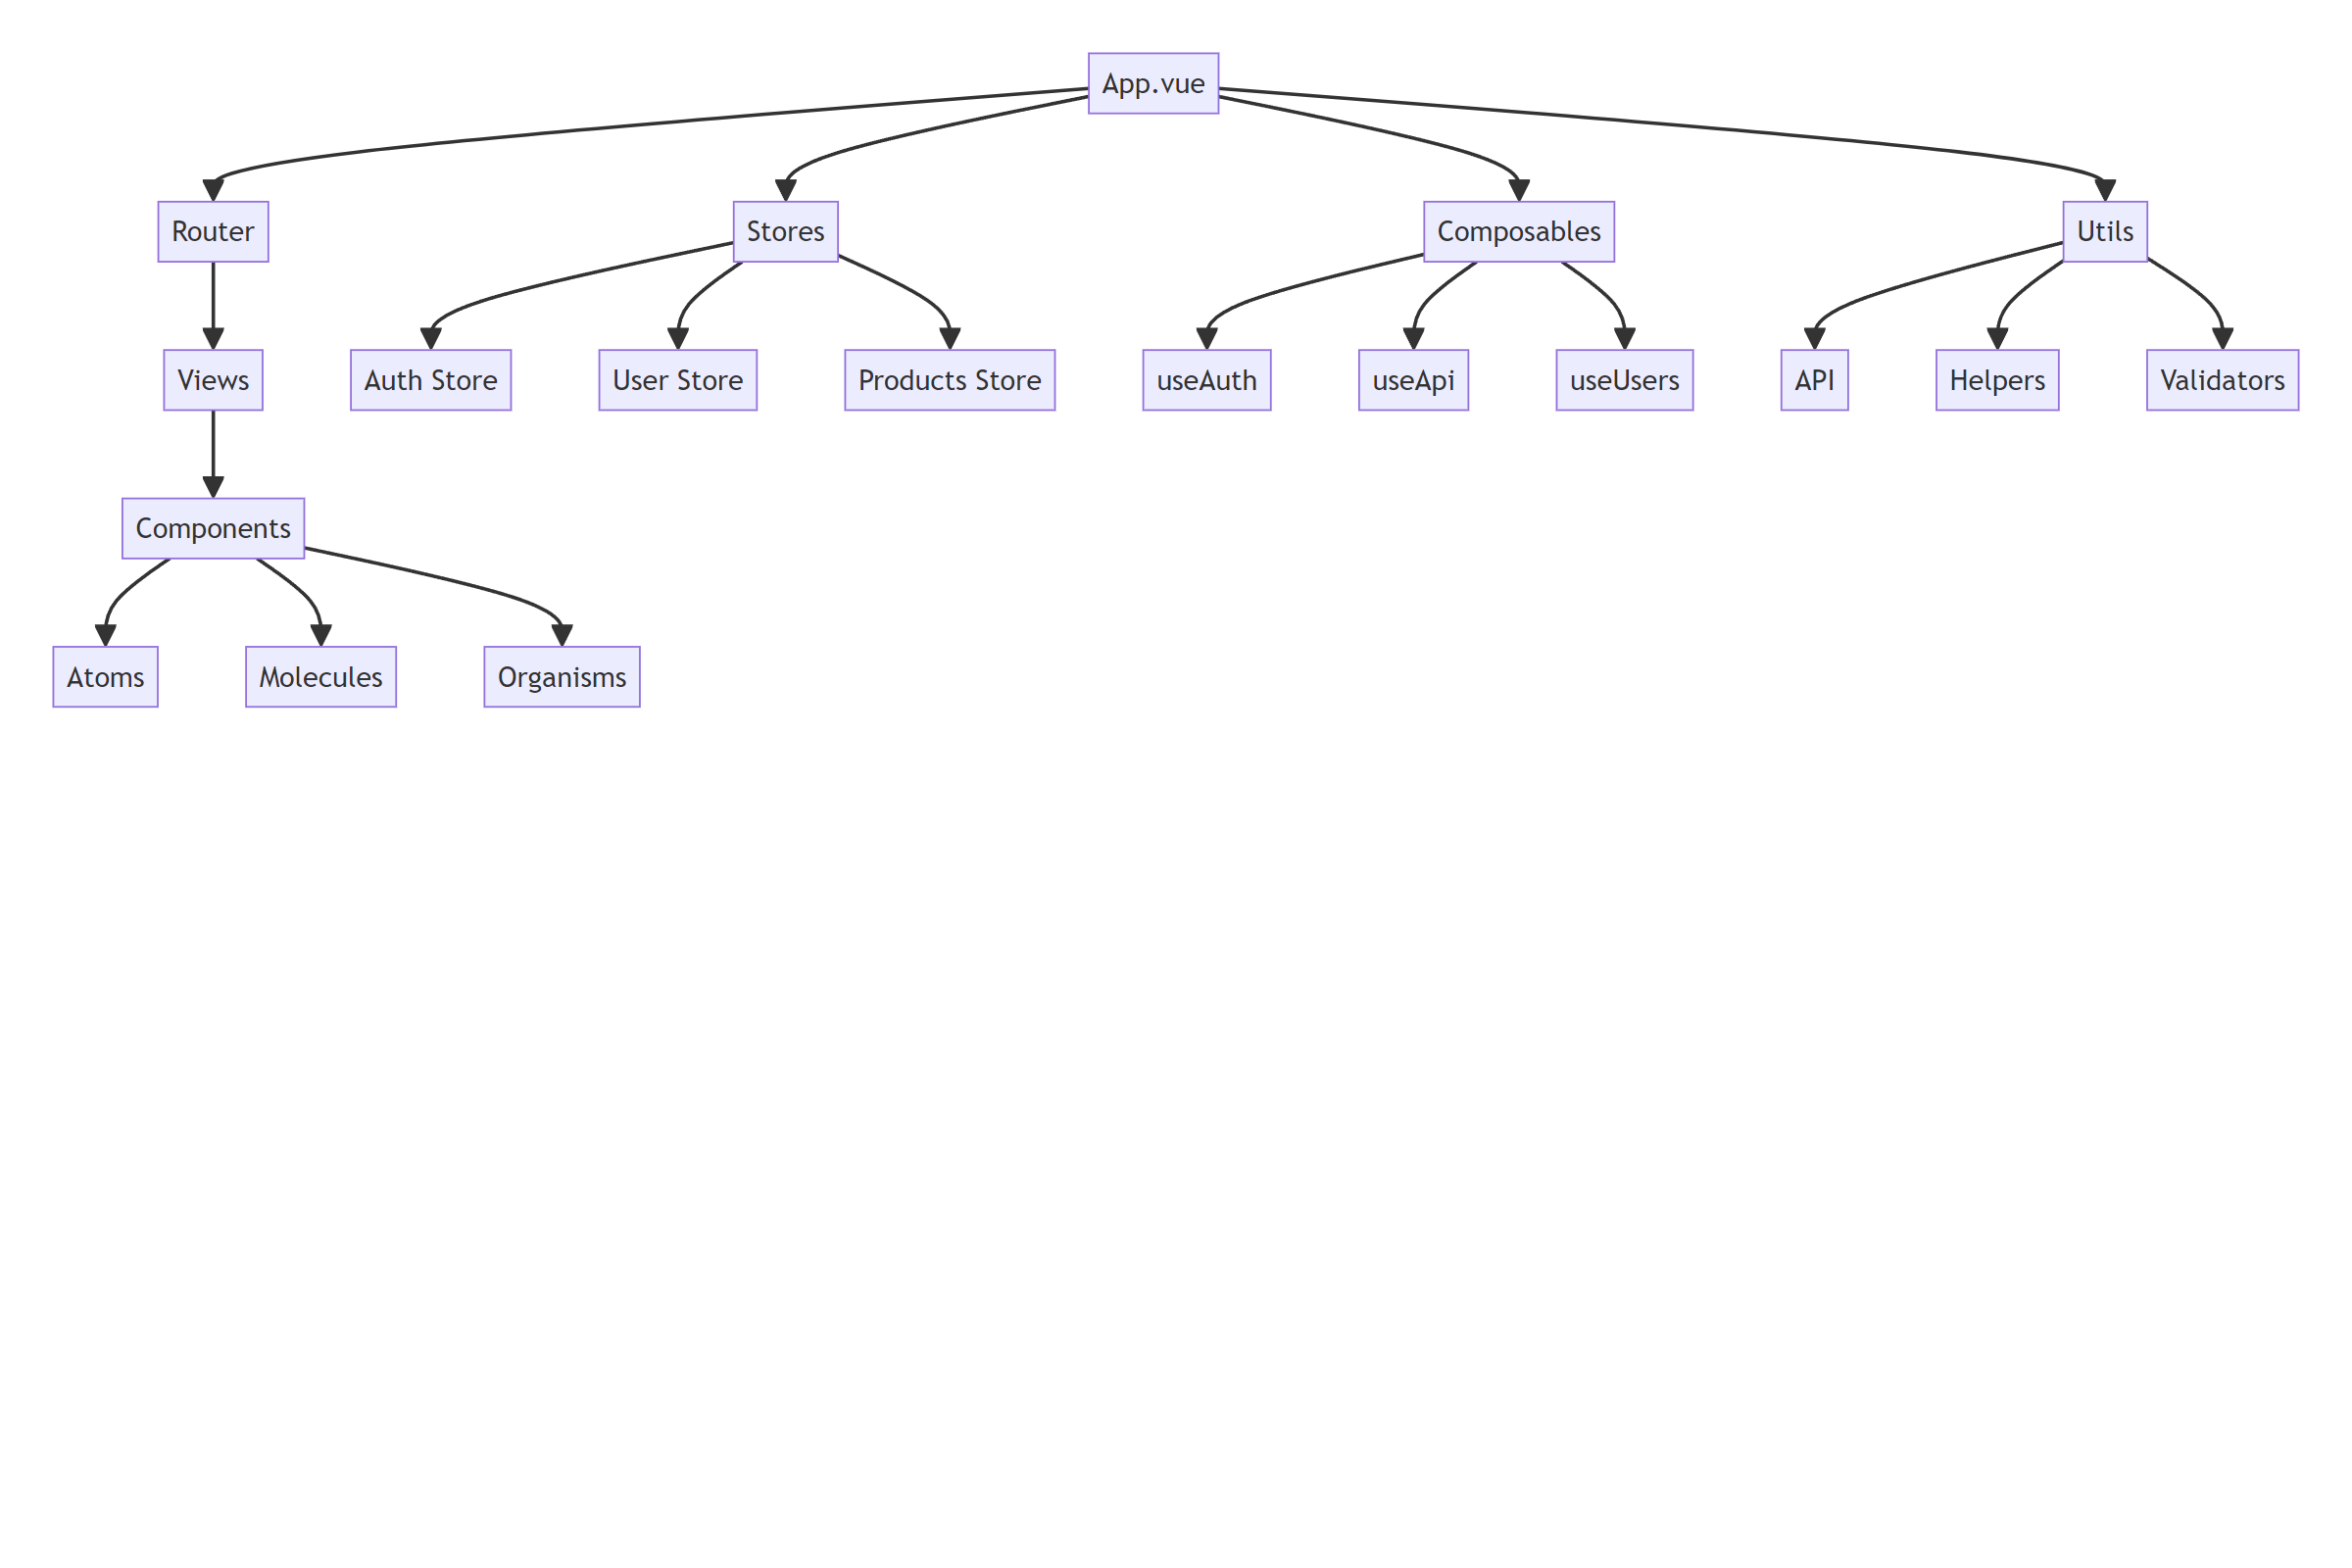 App.vue
Router
Stores
Composables
Utils
Views
Auth Store
User Store
Products Store
useAuth
useApi
useUsers
API
Helpers
Validators
Components
Atoms
Molecules
Organisms